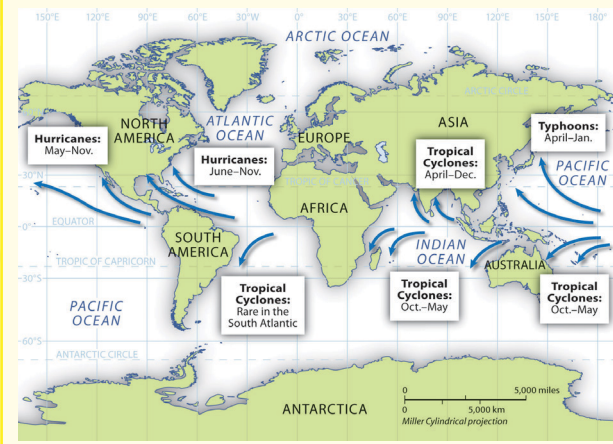 150°W 120°W 90°W 60°W 30°W 0° 30°E 60°E 90°E 120°E 150°E 180°
ARCTIC OCEAN
ARCTIC CIRCLE
NORTH
AMERICA
ATLANTIC
OCEAN
EUROPE
ASIA
Hurricanes:
May–Nov.
Hurricanes:
June–Nov.
Tropical
Cyclones:
April–Dec.
Typhoons:
April–Jan.
PACIFIC
OCEAN
30°N
AFRICA
EQUATOR
0°
SOUTH
AMERICA
INDIAN
OCEAN
TROPIC OF CAPRICORN
30°S
AUSTRALIA
PACIFIC
OCEAN
Tropical
Cyclones:
Rare in the
South Atlantic
Tropical
Cyclones:
Oct.–May
Tropical
Cyclones:
Oct.–May
60°S
ANTARCTIC CIRCLE
ANTARCTICA
0 5,000 miles
0 5,000 km
Miller Cylindrical projection